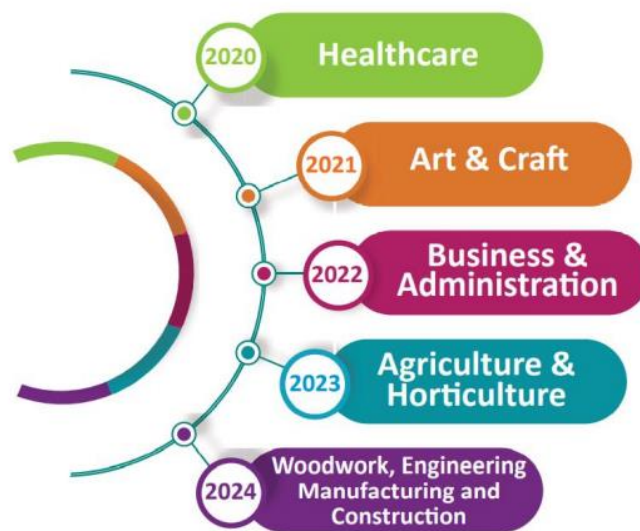 2020
Healthcare
2021
Art & Craft
2022
Business &
Administration
2023
Agriculture &
Horticulture
2024
Woodwork, Engineering
Manufacturing and
Construction